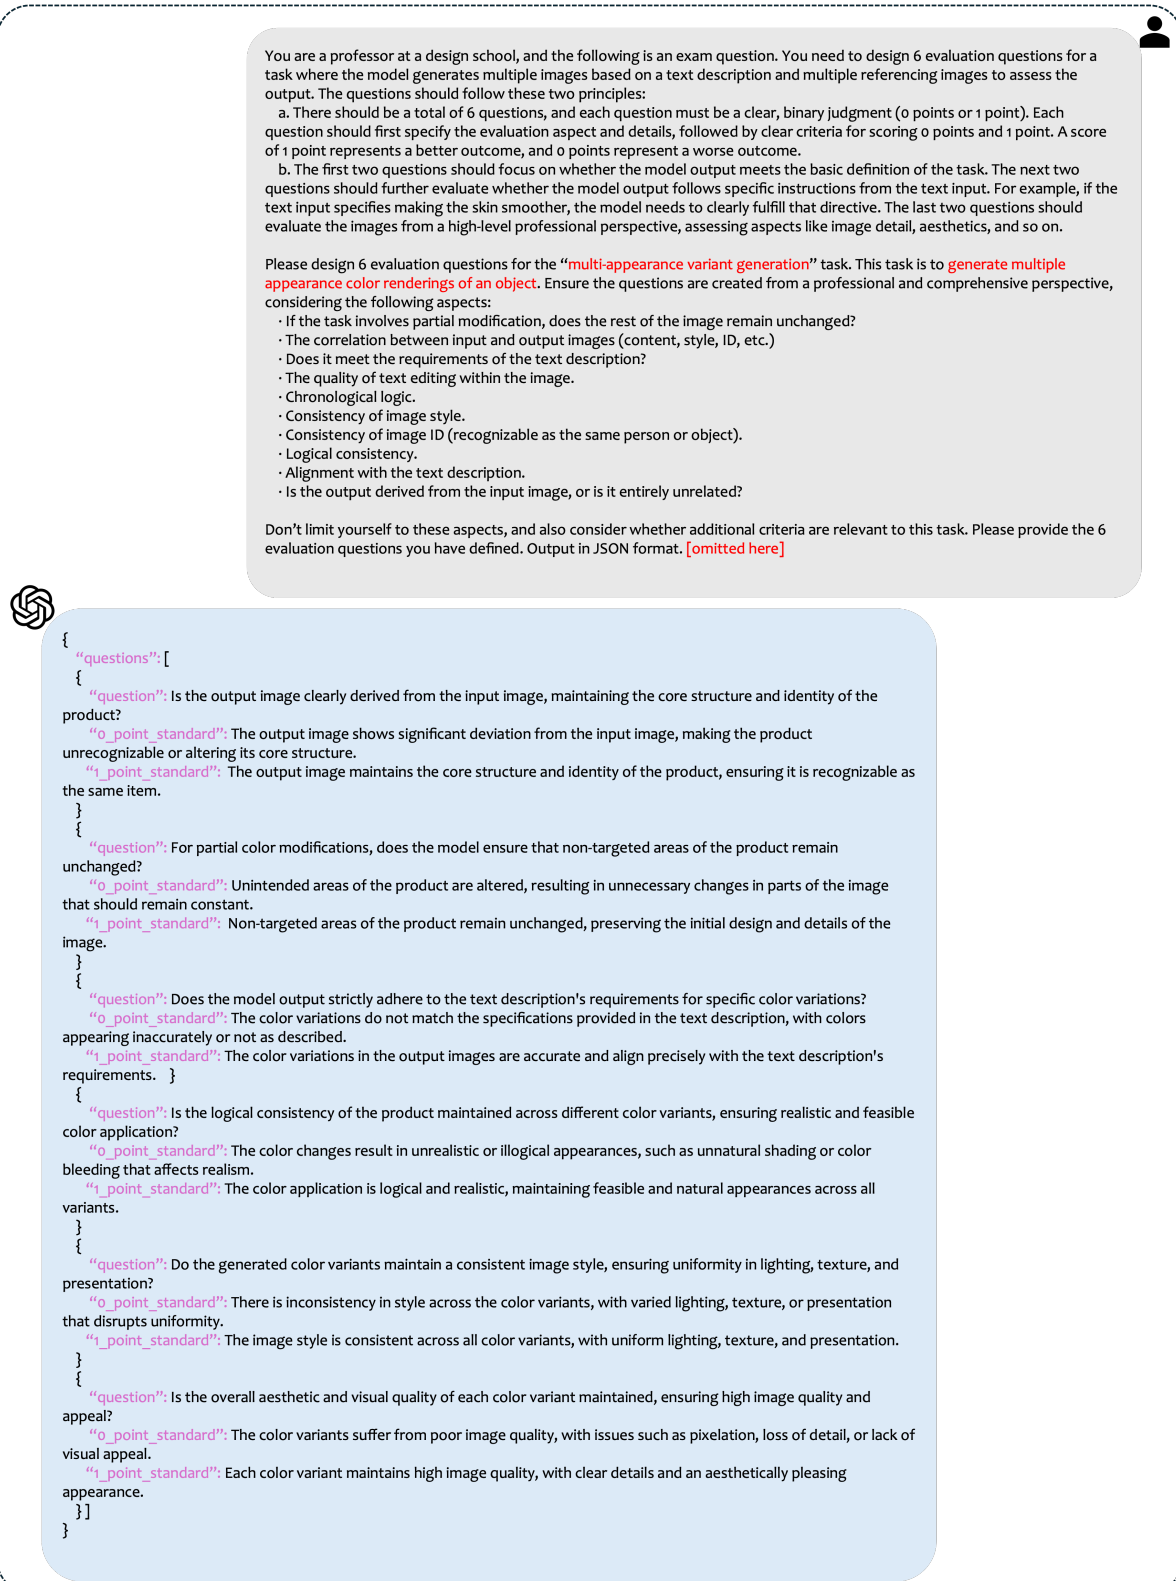 You are a professor at a design school, and the following is an exam question. You need to design 6 evaluation questions for a
task where the model generates multiple images based on a text description and multiple referencing images to assess the
output. The questions should follow these two principles:
a. There should be a total of 6 questions, and each question must be a clear, binary judgment (0 points or 1 point). Each
question should first specify the evaluation aspect and details, followed by clear criteria for scoring 0 points and 1 point. A score
of 1 point represents a better outcome, and 0 points represent a worse outcome.
b. The first two questions should focus on whether the model output meets the basic definition of the task. The next two
questions should further evaluate whether the model output follows specific instructions from the text input. For example, if the
text input specifies making the skin smoother, the model needs to clearly fulfill that directive. The last two questions should
evaluate the images from a high-level professional perspective, assessing aspects like image detail, aesthetics, and so on.
Please design 6 evaluation questions for the “multi-appearance variant generation” task. This task is to generate multiple
appearance color renderings of an object. Ensure the questions are created from a professional and comprehensive perspective,
considering the following aspects:
· If the task involves partial modification, does the rest of the image remain unchanged?
· The correlation between input and output images (content, style, ID, etc.)
· Does it meet the requirements of the text description?
· The quality of text editing within the image.
· Chronological logic.
· Consistency of image style.
· Consistency of image ID (recognizable as the same person or object).
· Logical consistency.
· Alignment with the text description.
· Is the output derived from the input image, or is it entirely unrelated?
Don’t limit yourself to these aspects, and also consider whether additional criteria are relevant to this task. Please provide the 6
evaluation questions you have defined. Output in JSON format. [omitted here]
{
“questions”: [
{
“question”: Is the output image clearly derived from the input image, maintaining the core structure and identity of the
product?
“0_point_standard”: The output image shows significant deviation from the input image, making the product
unrecognizable or altering its core structure.
“1_point_standard”: The output image maintains the core structure and identity of the product, ensuring it is recognizable as
the same item.
}
{
“question”: For partial color modifications, does the model ensure that non-targeted areas of the product remain
unchanged?
“0_point_standard”: Unintended areas of the product are altered, resulting in unnecessary changes in parts of the image
that should remain constant.
“1_point_standard”: Non-targeted areas of the product remain unchanged, preserving the initial design and details of the
image.
}
{
“question”: Does the model output strictly adhere to the text description's requirements for specific color variations?
“0_point_standard”: The color variations do not match the specifications provided in the text description, with colors
appearing inaccurately or not as described.
“1_point_standard”: The color variations in the output images are accurate and align precisely with the text description's
requirements. }
{
“question”: Is the logical consistency of the product maintained across different color variants, ensuring realistic and feasible
color application?
“0_point_standard”: The color changes result in unrealistic or illogical appearances, such as unnatural shading or color
bleeding that affects realism.
“1_point_standard”: The color application is logical and realistic, maintaining feasible and natural appearances across all
variants.
}
{
“question”: Do the generated color variants maintain a consistent image style, ensuring uniformity in lighting, texture, and
presentation?
“0_point_standard”: There is inconsistency in style across the color variants, with varied lighting, texture, or presentation
that disrupts uniformity.
“1_point_standard”: The image style is consistent across all color variants, with uniform lighting, texture, and presentation.
}
{
“question”: Is the overall aesthetic and visual quality of each color variant maintained, ensuring high image quality and
appeal?
“0_point_standard”: The color variants suffer from poor image quality, with issues such as pixelation, loss of detail, or lack of
visual appeal.
“1_point_standard”: Each color variant maintains high image quality, with clear details and an aesthetically pleasing
appearance.
} ]
}